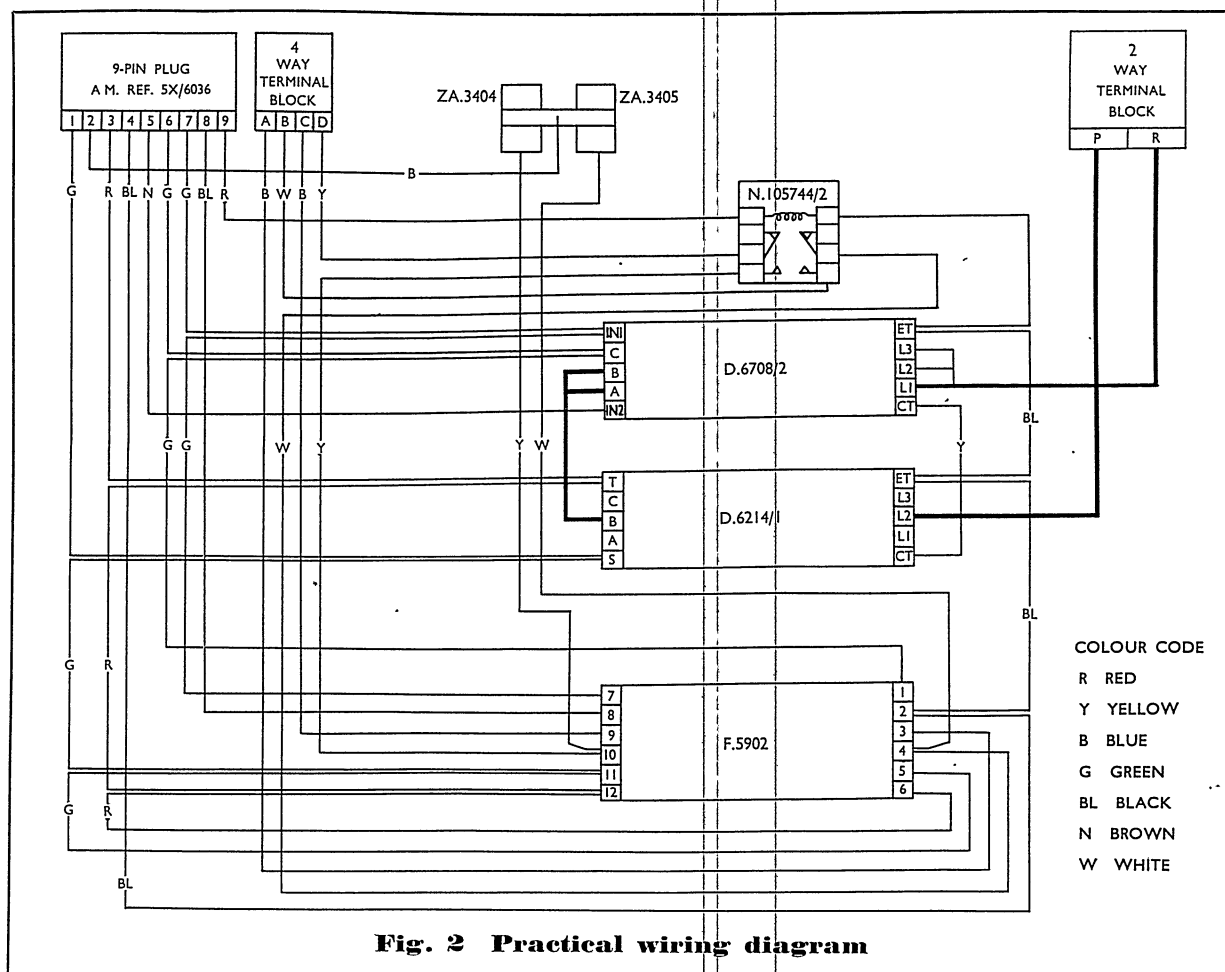 9-PIN PLUG
A M. REF. 5X/6036
1 2 3 4 5 6 7 8 9
4
WAY
TERMINAL
BLOCK
A B C D
ZA.3404
ZA.3405
2
WAY
TERMINAL
BLOCK
P R
B
G R BL N G G BL R B W B Y
N.105744/2
IN1
C
B
A
IN2
D.6708/2
ET
L3
L2
L1
CT
BL
G G W Y Y W Y
T
C
B
A
S
D.6214/1
ET
L3
L2
L1
CT
BL
G R
7
8
9
10
11
12
F.5902
1
2
3
4
5
6
G R
BL
COLOUR CODE
R RED
Y YELLOW
B BLUE
G GREEN
BL BLACK
N BROWN
W WHITE
Fig. 2 Practical wiring diagram